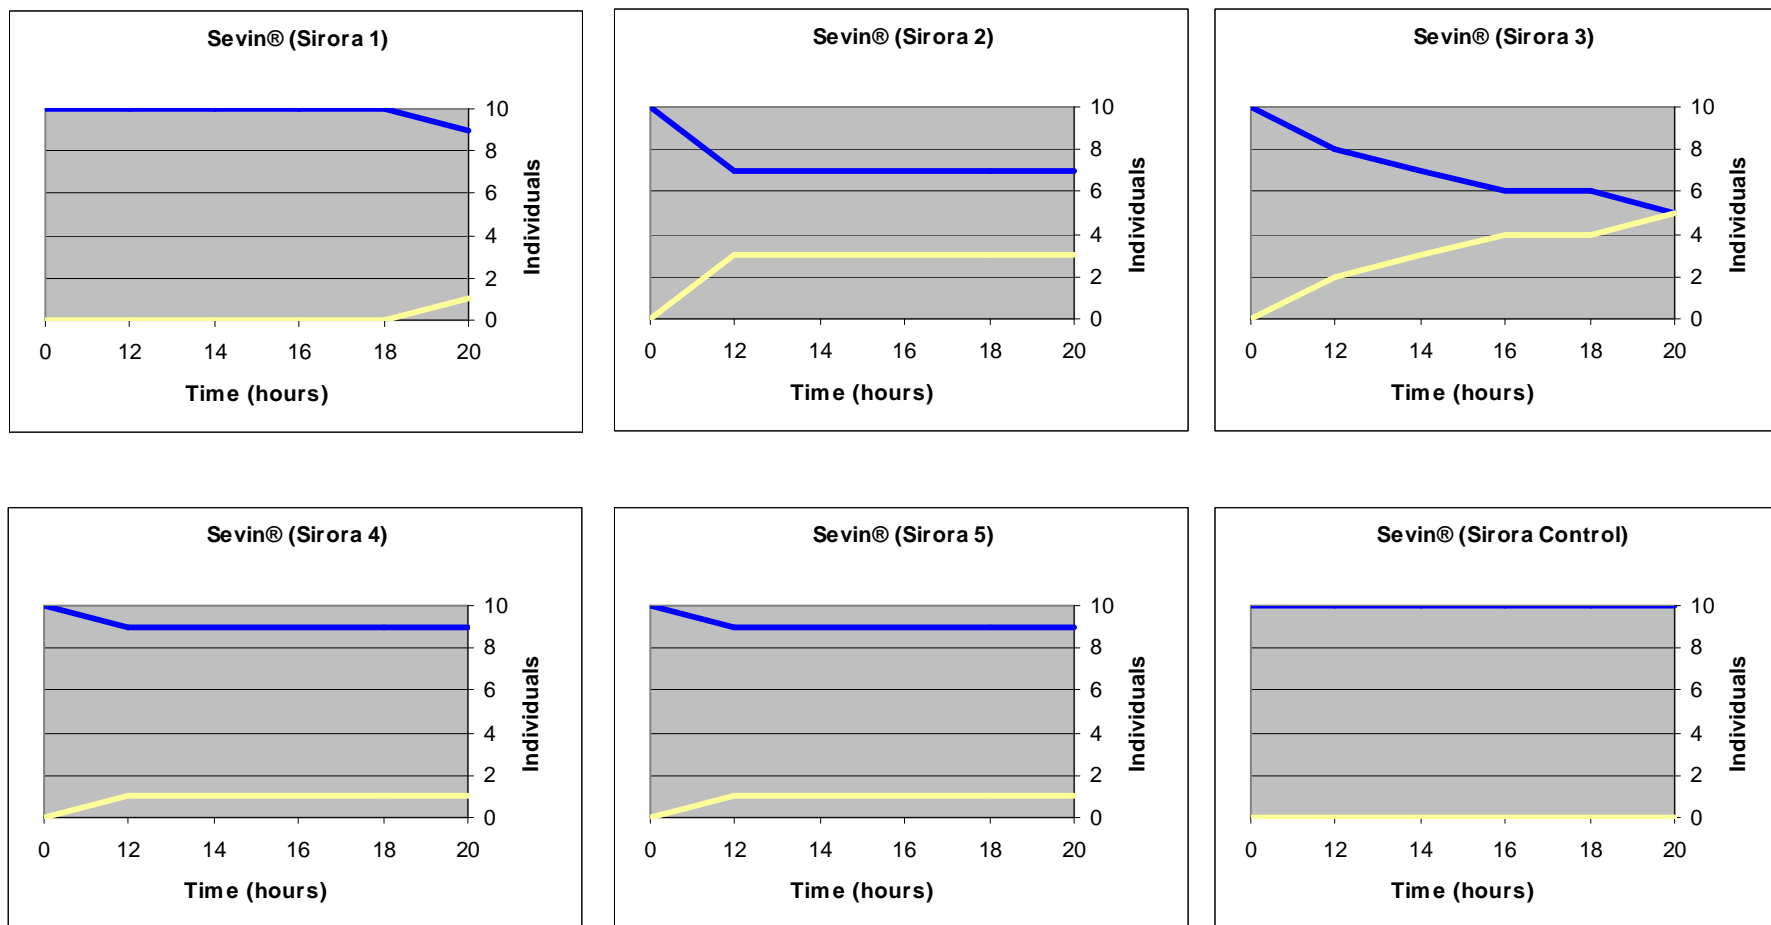 Sevin® (Sirora 1)
10
8
6
4
2
0
Individuals
0 12 14 16 18 20
Time (hours)
Sevin® (Sirora 2)
10
8
6
4
2
0
Individuals
0 12 14 16 18 20
Time (hours)
Sevin® (Sirora 3)
10
8
6
4
2
0
Individuals
0 12 14 16 18 20
Time (hours)
Sevin® (Sirora 4)
10
8
6
4
2
0
Individuals
0 12 14 16 18 20
Time (hours)
Sevin® (Sirora 5)
10
8
6
4
2
0
Individuals
0 12 14 16 18 20
Time (hours)
Sevin® (Sirora Control)
10
8
6
4
2
0
Individuals
0 12 14 16 18 20
Time (hours)